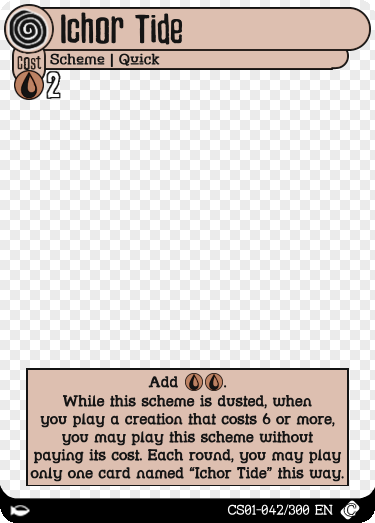 Ichor Tide
Cost
Scheme | Quick
2
Add .
While this scheme is dusted, when
you play a creation that costs 6 or more,
you may play this scheme without
paying its cost. Each round, you may play
only one card named “Ichor Tide” this way.
CS01-042/300 EN